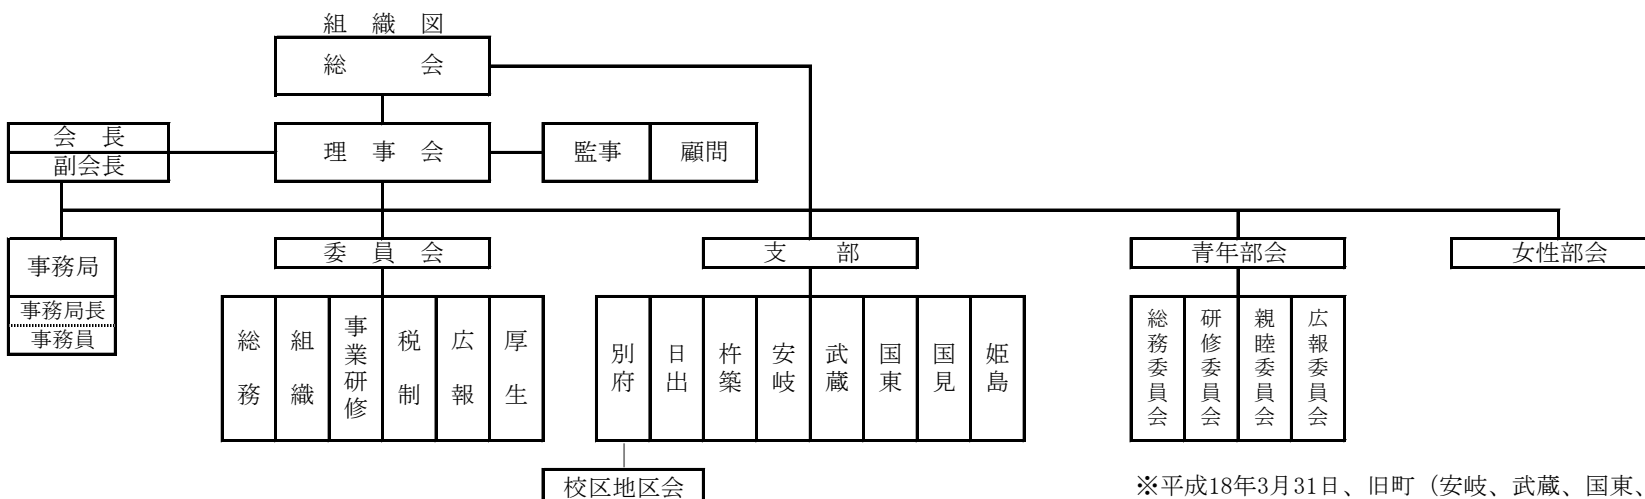 組 織 図
総 会
会 長
副会長
理 事 会
監事 顧問
事務局
事務局長
事務員
委 員 会
総務
組織
事業研修
税制
広報
厚生
支 部
別府
日出
杵築
安岐
武蔵
国東
国見
姫島
校区地区会
青年部会
総務委員会
研修委員会
親睦委員会
広報委員会
女性部会
※平成18年3月31日、旧町（安岐、武蔵、国東、